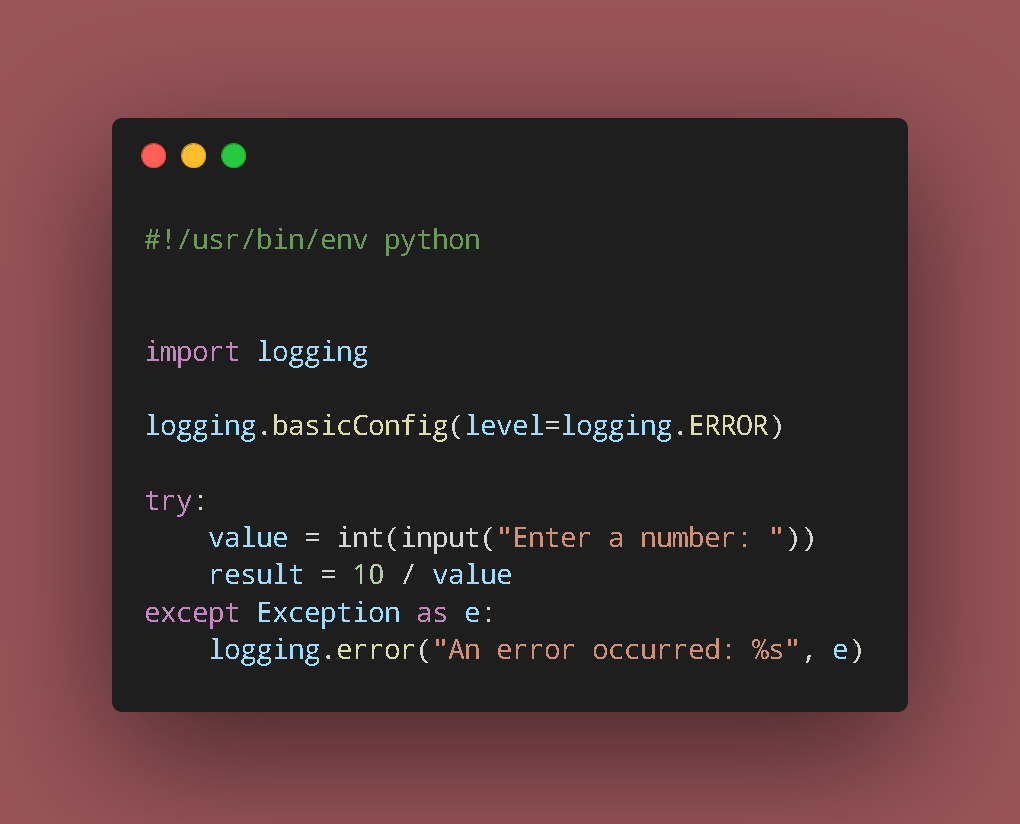 #!/usr/bin/env python
import logging
logging.basicConfig(level=logging.ERROR)
try:
    value = int(input("Enter a number: "))
    result = 10 / value
except Exception as e:
    logging.error("An error occurred: %s", e)